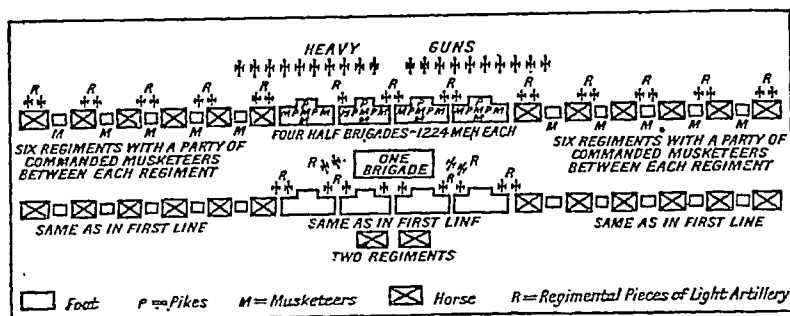 HEAVY GUNS
R R R R R R R R R R R R R R
P P P P
M P M M P M M P M M P M
M M M M
M M M M M M M M M M
FOUR HALF BRIGADES-1224 MEN EACH
SIX REGIMENTS WITH A PARTY OF
COMMANDED MUSKETEERS
BETWEEN EACH REGIMENT
SIX REGIMENTS WITH A PARTY OF
COMMANDED MUSKETEERS
BETWEEN EACH REGIMENT
R R
ONE
BRIGADE
R R R R
SAME AS IN FIRST LINE
SAME AS IN FIRST LINE
SAME AS IN FIRST LINE
TWO REGIMENTS
Foot P=Pikes M=Musketeers Horse R=Regimental Pieces of Light Artillery